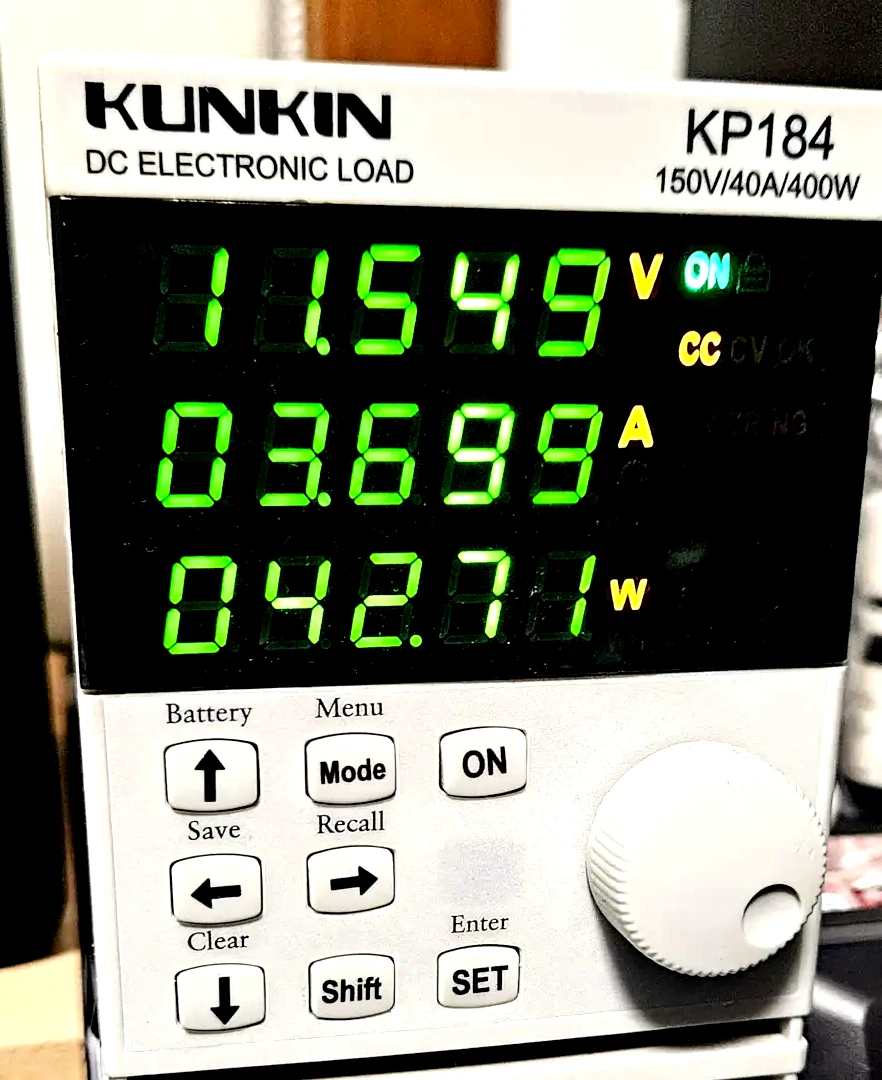 KUNKIN
DC ELECTRONIC LOAD
KP184
150V/40A/400W
11.549 V ON
CC CV
03.699 A
042.71 W
Battery Menu
Mode ON
Save Recall
Clear Enter
Shift SET